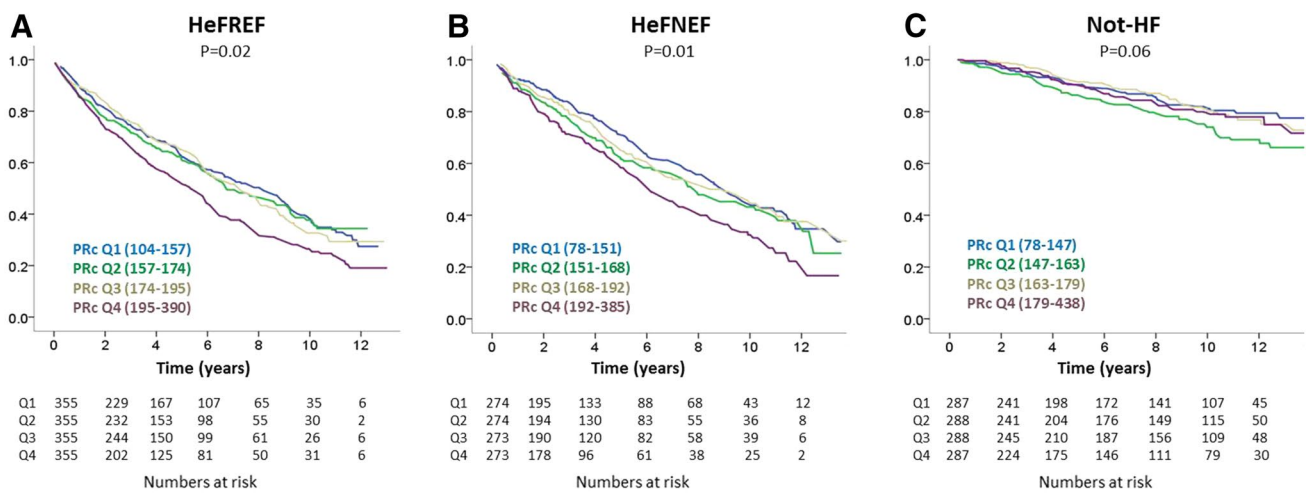 A HeFREF
P=0.02
1.0
0.8
0.6
0.4
0.2
0.0
PRc Q1 (104-157)
PRc Q2 (157-174)
PRc Q3 (174-195)
PRc Q4 (195-390)
0 2 4 6 8 10 12
Time (years)
Q1 355 229 167 107 65 35 6
Q2 355 232 153 98 55 30 2
Q3 355 244 150 99 61 26 6
Q4 355 202 125 81 50 31 6
Numbers at risk
B HeFNEF
P=0.01
1.0
0.8
0.6
0.4
0.2
0.0
PRc Q1 (78-151)
PRc Q2 (151-168)
PRc Q3 (168-192)
PRc Q4 (192-385)
0 2 4 6 8 10 12
Time (years)
Q1 274 195 133 88 68 43 12
Q2 274 194 130 83 55 36 8
Q3 273 190 120 82 58 39 6
Q4 273 178 96 61 38 25 2
Numbers at risk
C Not-HF
P=0.06
1.0
0.8
0.6
0.4
0.2
0.0
PRc Q1 (78-147)
PRc Q2 (147-163)
PRc Q3 (163-179)
PRc Q4 (179-438)
0 2 4 6 8 10 12
Time (years)
Q1 287 241 198 172 141 107 45
Q2 288 241 204 176 149 115 50
Q3 288 245 210 187 156 109 48
Q4 287 224 175 146 111 79 30
Numbers at risk